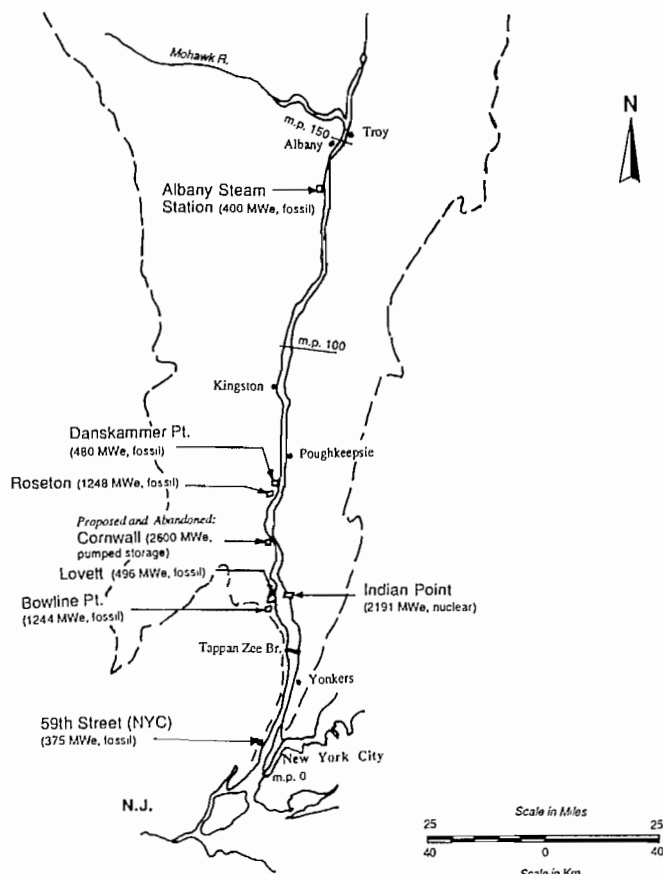 Mohawk R.
N
m.p. 150
Troy
Albany
Albany Steam
Station (400 MWe, fossil)
m.p. 100
Kingston
Danskammer Pt.
(480 MWe, fossil)
Poughkeepsie
Roseton (1248 MWe, fossil)
Proposed and Abandoned:
Cornwall (2600 MWe,
pumped storage)
Lovett (496 MWe, fossil)
Indian Point
(2191 MWe, nuclear)
Bowline Pt.
(1244 MWe, fossil)
Tappan Zee Br.
Yonkers
59th Street (NYC)
(375 MWe, fossil)
New York City
m.p. 0
N.J.
Scale in Miles
25 0 25
40 0 40
Scale in Km